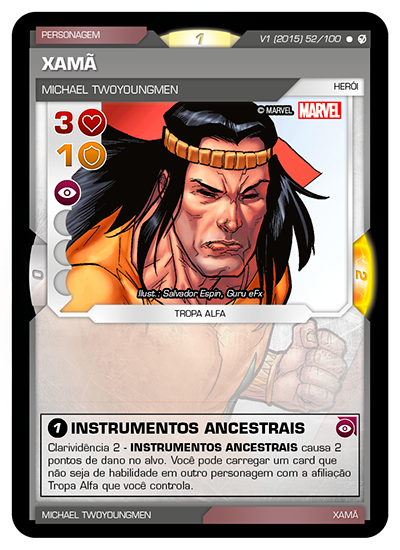 PERSONAGEM
1
V1 (2015) 52/100
XAMÃ
MICHAEL TWOYOUNGMEN
HERÓI
3
© MARVEL
MARVEL
1
0
2
Ilust.: Salvador Espin, Guru eFx
TROPA ALFA
1 INSTRUMENTOS ANCESTRAIS
Clarividência 2 - INSTRUMENTOS ANCESTRAIS causa 2
pontos de dano no alvo. Você pode carregar um card que
não seja de habilidade em outro personagem com a afiliação
Tropa Alfa que você controla.
MICHAEL TWOYOUNGMEN
XAMÃ